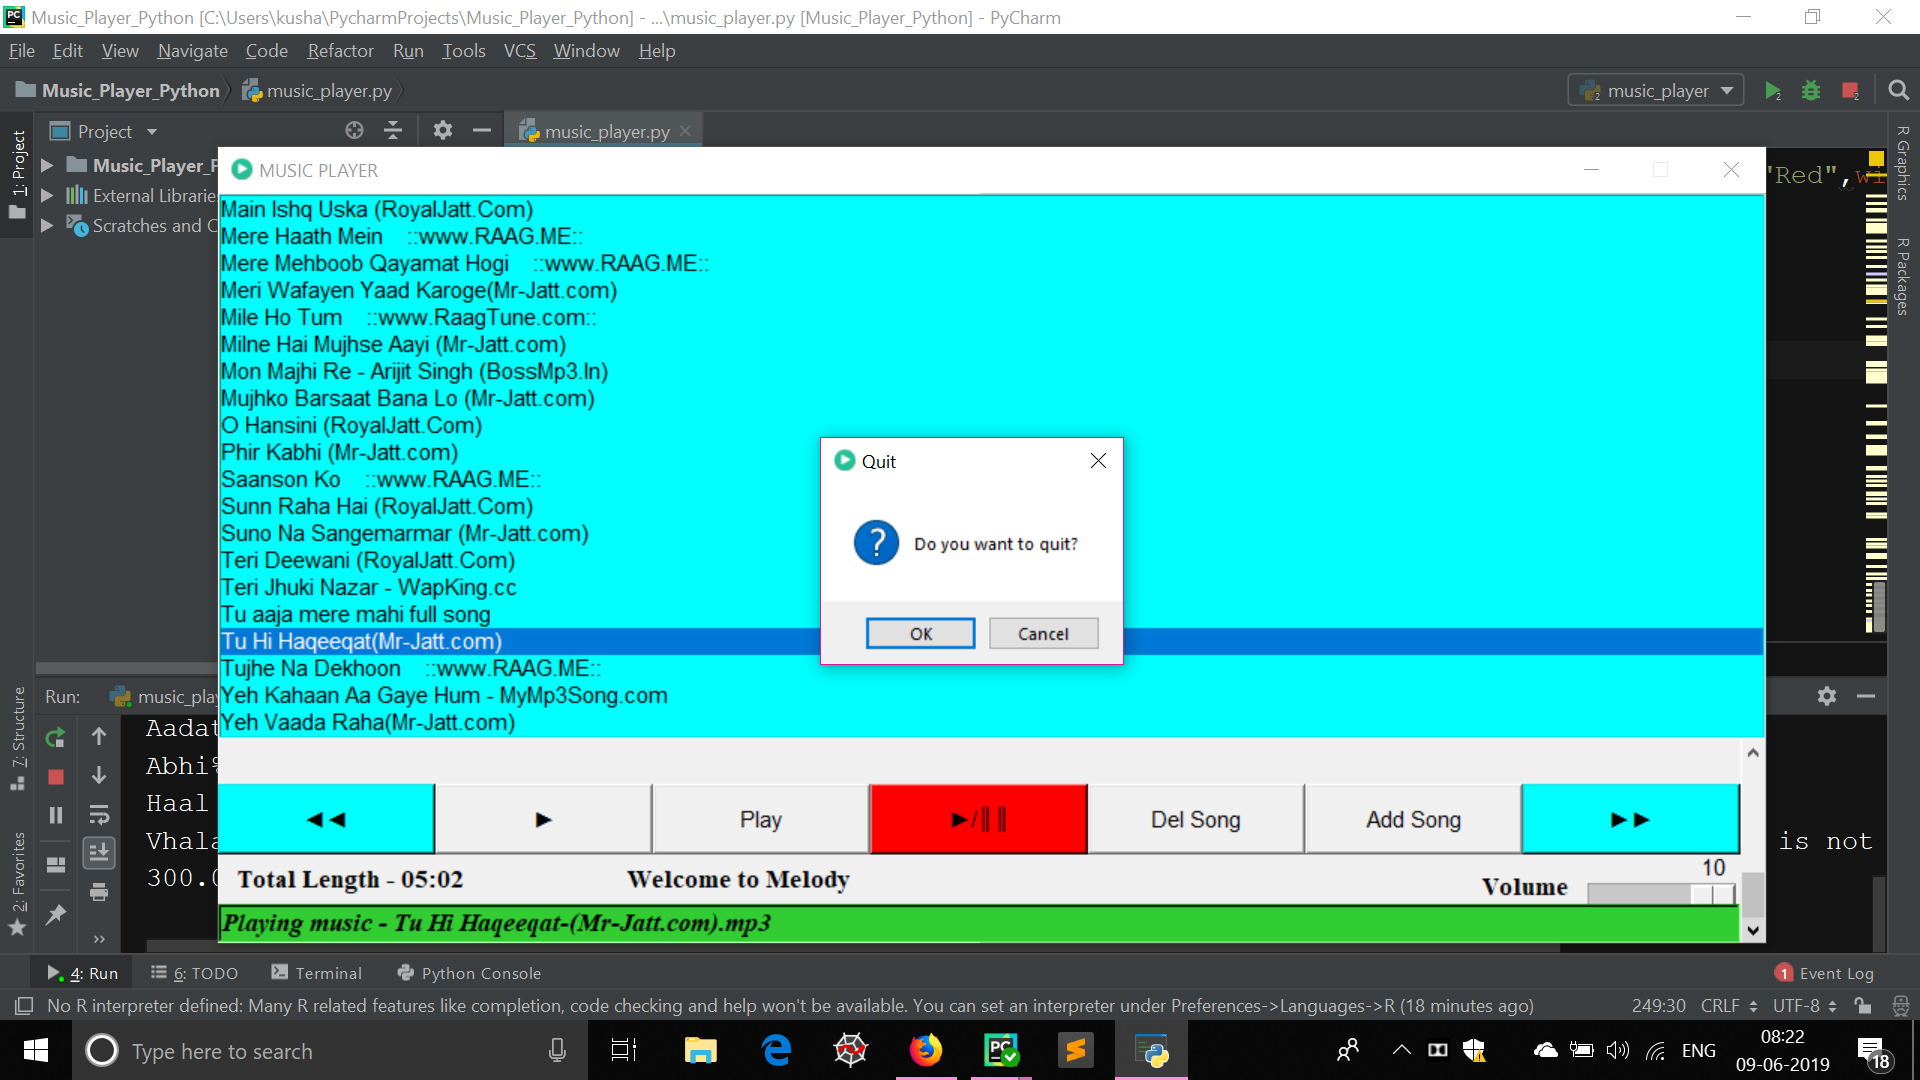 Music_Player_Python [C:\Users\kusha\PycharmProjects\Music_Player_Python] - ...\music_player.py [Music_Player_Python] - PyCharm
File Edit View Navigate Code Refactor Run Tools VCS Window Help
Music_Player_Python music_player.py music_player
Project music_player.py
1: Project
Music_Player_P
External Librarie
Scratches and C
"Red",wi
R Graphics
R Packages
MUSIC PLAYER
Main Ishq Uska (RoyalJatt.Com)
Mere Haath Mein ::www.RAAG.ME::
Mere Mehboob Qayamat Hogi ::www.RAAG.ME::
Meri Wafayen Yaad Karoge(Mr-Jatt.com)
Mile Ho Tum ::www.RaagTune.com::
Milne Hai Mujhse Aayi (Mr-Jatt.com)
Mon Majhi Re - Arijit Singh (BossMp3.In)
Mujhko Barsaat Bana Lo (Mr-Jatt.com)
O Hansini (RoyalJatt.Com)
Phir Kabhi (Mr-Jatt.com)
Saanson Ko ::www.RAAG.ME::
Sunn Raha Hai (RoyalJatt.Com)
Suno Na Sangemarmar (Mr-Jatt.com)
Teri Deewani (RoyalJatt.Com)
Teri Jhuki Nazar - WapKing.cc
Tu aaja mere mahi full song
Tu Hi Haqeeqat(Mr-Jatt.com)
Tujhe Na Dekhoon ::www.RAAG.ME::
Yeh Kahaan Aa Gaye Hum - MyMp3Song.com
Yeh Vaada Raha(Mr-Jatt.com)
Quit
Do you want to quit?
OK Cancel
◄◄ ► Play ►/║║ Del Song Add Song ►►
Total Length - 05:02 Welcome to Melody Volume 10
Playing music - Tu Hi Haqeeqat-(Mr-Jatt.com).mp3
Run: music_play
Aadat
Abhi%
Haal
Vhala
300.0
is not
7: Structure
2: Favorites
4: Run 6: TODO Terminal Python Console 1 Event Log
No R interpreter defined: Many R related features like completion, code checking and help won't be available. You can set an interpreter under Preferences->Languages->R (18 minutes ago) 249:30 CRLF UTF-8
Type here to search
ENG
08:22
09-06-2019
18